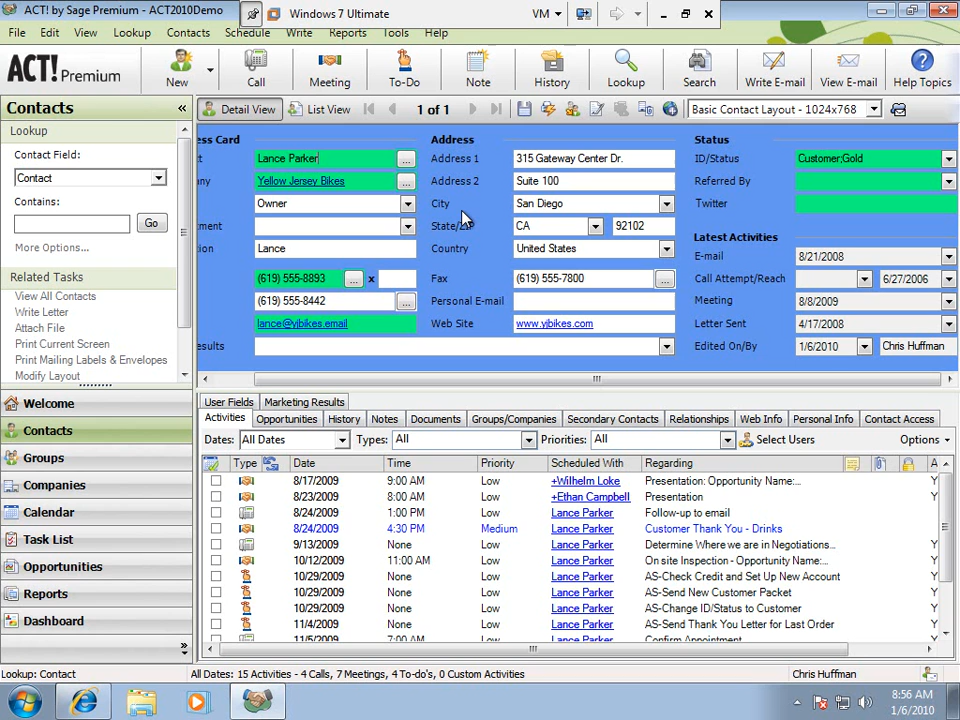 ACT! by Sage Premium - ACT2010Demo
Windows 7 Ultimate
VM
File Edit View Lookup Contacts Schedule Write Reports Tools Help
ACT! Premium
New
Call
Meeting
To-Do
Note
History
Lookup
Search
Write E-mail
View E-mail
Help Topics
Contacts «
Detail View
List View
1 of 1
Basic Contact Layout - 1024x768
Lookup
Contact Field:
Contact
Contains:
Go
More Options...
Related Tasks
View All Contacts
Write Letter
Attach File
Print Current Screen
Print Mailing Labels & Envelopes
Modify Layout
Welcome
Contacts
Groups
Companies
Calendar
Task List
Opportunities
Reports
Dashboard
»
ess Card
Address
Status
ct Lance Parker ... Address 1 315 Gateway Center Dr. ID/Status Customer;Gold
any Yellow Jersey Bikes ... Address 2 Suite 100 Referred By
Owner City San Diego Twitter
tment State/ZIP CA 92102
Latest Activities
ion Lance Country United States E-mail 8/21/2008
(619) 555-8893 ... x Fax (619) 555-7800 ... Call Attempt/Reach 6/27/2006
(619) 555-8442 ... Personal E-mail Meeting 8/8/2009
lance@yjbikes.email Web Site www.yjbikes.com Letter Sent 4/17/2008
esults Edited On/By 1/6/2010 Chris Huffman
User Fields Marketing Results
Activities Opportunities History Notes Documents Groups/Companies Secondary Contacts Relationships Web Info Personal Info Contact Access
Dates: All Dates Types: All Priorities: All Select Users Options
Type Date Time Priority Scheduled With Regarding A
8/17/2009 9:00 AM Low +Wilhelm Loke Presentation: Opportunity Name:...
8/23/2009 8:00 AM Low +Ethan Campbell Presentation
8/24/2009 1:00 PM Low Lance Parker Follow-up to email
8/24/2009 4:30 PM Medium Lance Parker Customer Thank You - Drinks
9/13/2009 None Low Lance Parker Determine Where we are in Negotiations... Y
10/12/2009 11:00 AM Low Lance Parker On site Inspection - Opportunity Name:... Y
10/29/2009 None Low Lance Parker AS-Check Credit and Set Up New Account Y
10/29/2009 None Low Lance Parker AS-Send New Customer Packet Y
10/29/2009 None Low Lance Parker AS-Change ID/Status to Customer Y
11/4/2009 None Low Lance Parker AS-Send Thank You Letter for Last Order Y
11/5/2009 7:00 AM Low Lance Parker Confirm Appointment
Lookup: Contact
All Dates: 15 Activities - 4 Calls, 7 Meetings, 4 To-do's, 0 Custom Activities
Chris Huffman
8:56 AM
1/6/2010